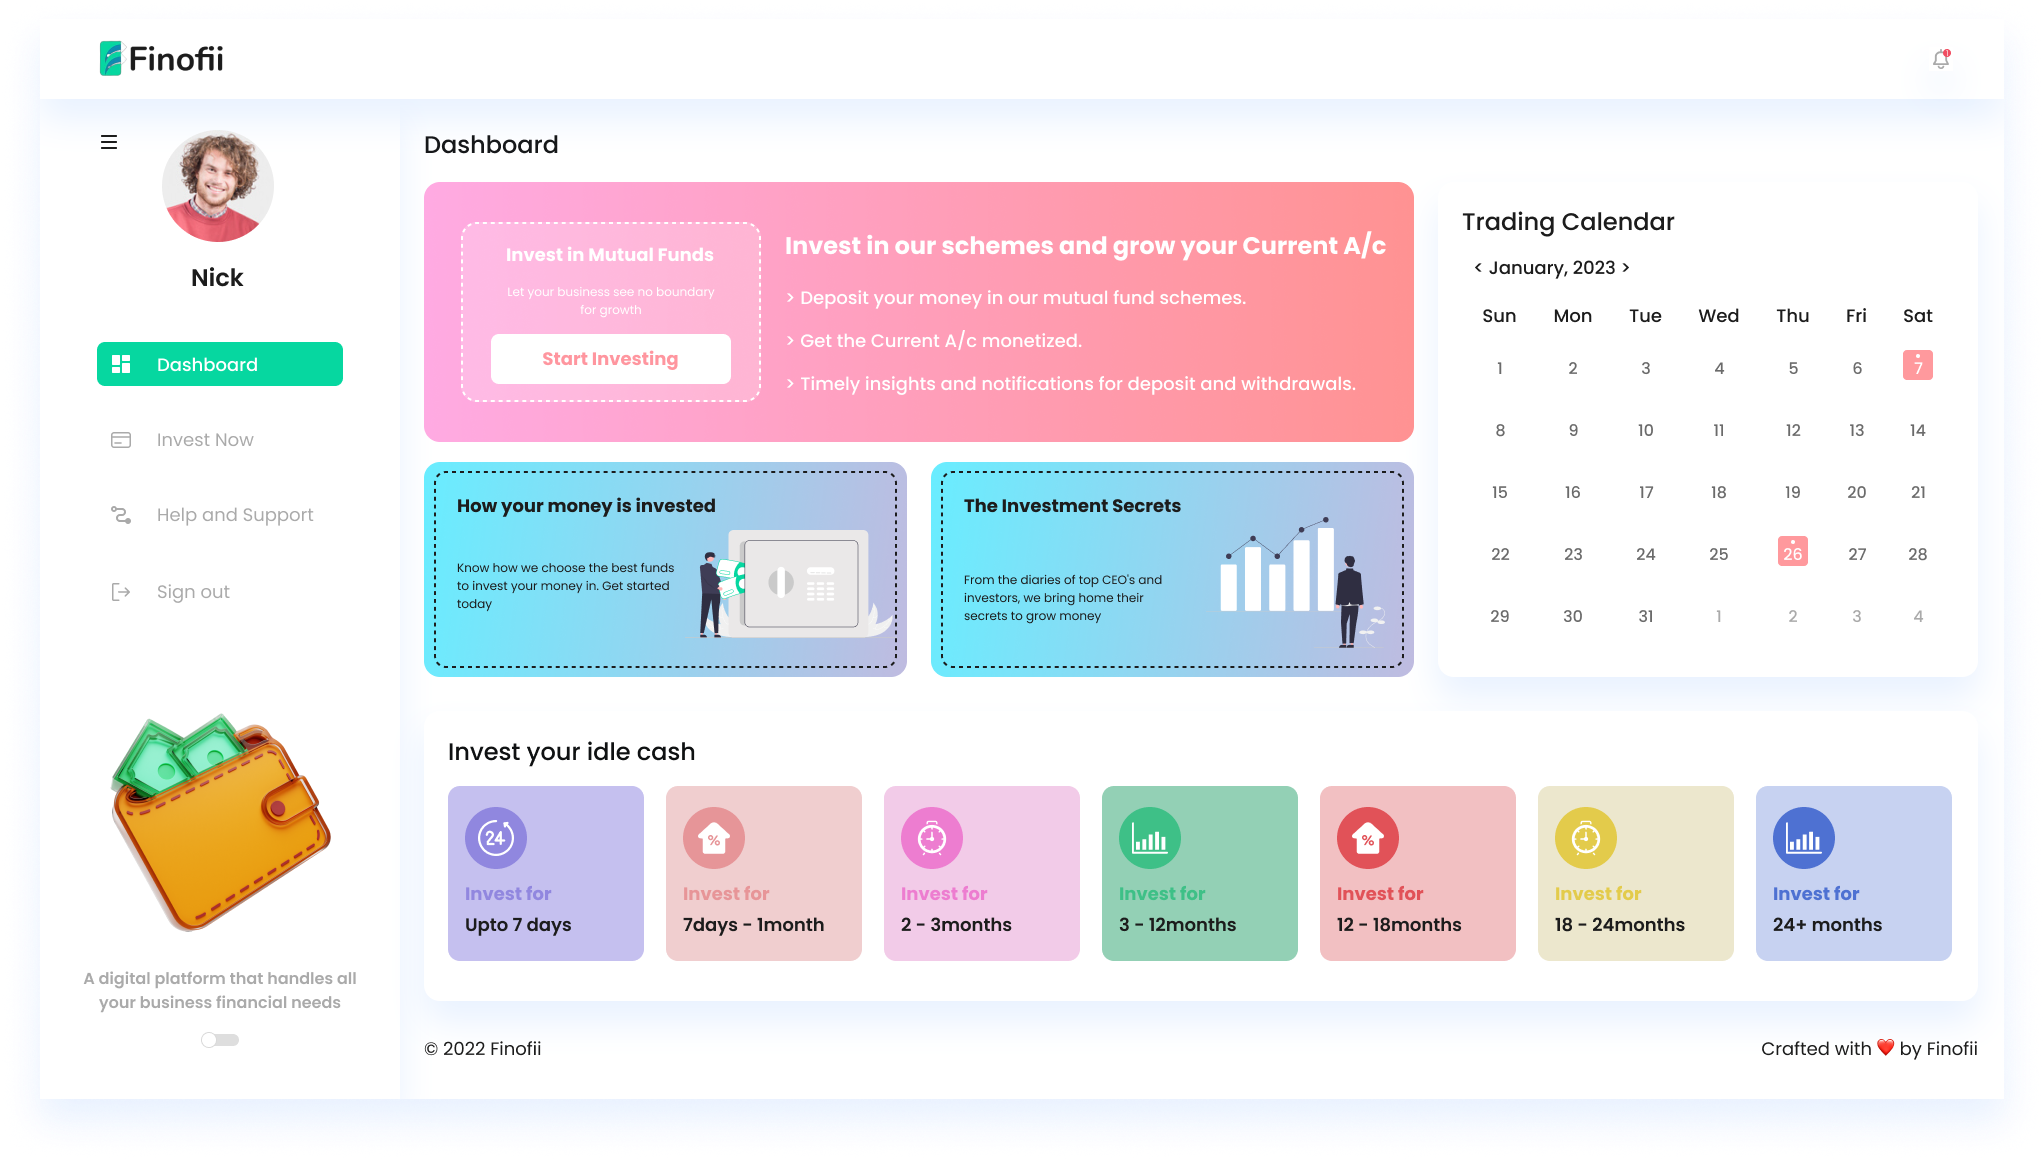 Finofii
1
Nick
Dashboard
Invest Now
Help and Support
Sign out
A digital platform that handles all
your business financial needs
Dashboard
Invest in Mutual Funds
Let your business see no boundary
for growth
Start Investing
Invest in our schemes and grow your Current A/c
> Deposit your money in our mutual fund schemes.
> Get the Current A/c monetized.
> Timely insights and notifications for deposit and withdrawals.
How your money is invested
Know how we choose the best funds
to invest your money in. Get started
today
The Investment Secrets
From the diaries of top CEO's and
investors, we bring home their
secrets to grow money
Trading Calendar
< January, 2023 >
Sun Mon Tue Wed Thu Fri Sat
1 2 3 4 5 6 7
8 9 10 11 12 13 14
15 16 17 18 19 20 21
22 23 24 25 26 27 28
29 30 31 1 2 3 4
Invest your idle cash
24
Invest for
Upto 7 days
%
Invest for
7days - 1month
Invest for
2 - 3months
Invest for
3 - 12months
%
Invest for
12 - 18months
Invest for
18 - 24months
Invest for
24+ months
© 2022 Finofii
Crafted with ❤️ by Finofii